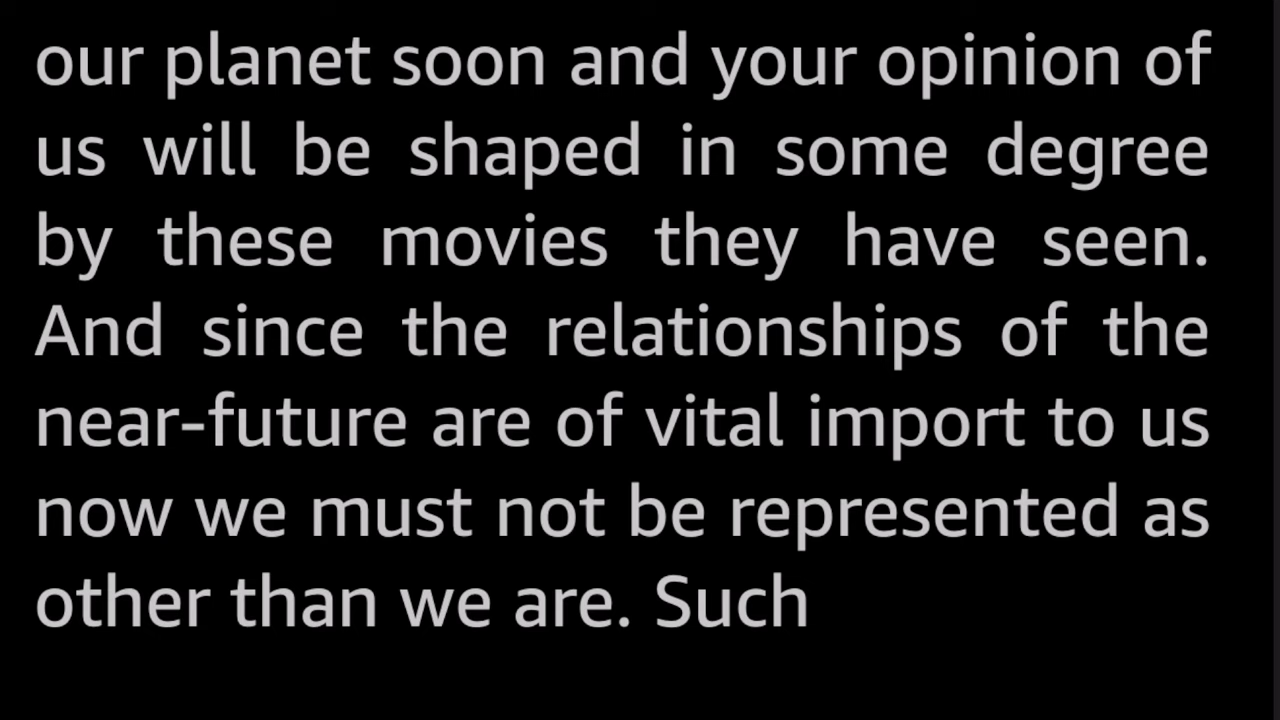 our planet soon and your opinion of
us will be shaped in some degree
by these movies they have seen.
And since the relationships of the
near-future are of vital import to us
now we must not be represented as
other than we are. Such